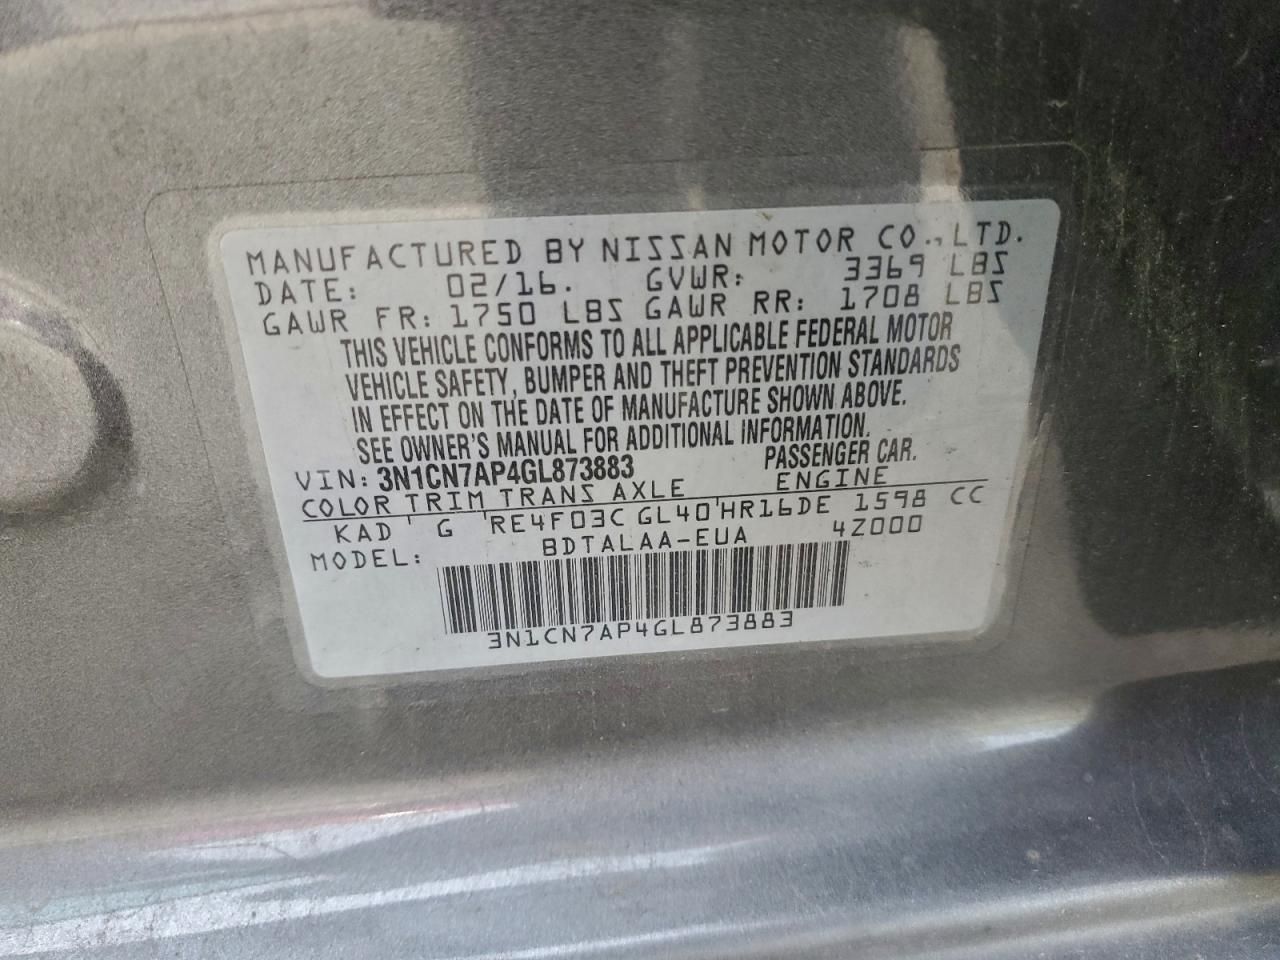 MANUFACTURED BY NISSAN MOTOR CO.,LTD.
DATE: 02/16. GVWR: 3369 LBS
GAWR FR: 1750 LBS GAWR RR: 1708 LBS
THIS VEHICLE CONFORMS TO ALL APPLICABLE FEDERAL MOTOR
VEHICLE SAFETY, BUMPER AND THEFT PREVENTION STANDARDS
IN EFFECT ON THE DATE OF MANUFACTURE SHOWN ABOVE.
SEE OWNER'S MANUAL FOR ADDITIONAL INFORMATION.
VIN: 3N1CN7AP4GL873883 PASSENGER CAR.
COLOR TRIM TRANS AXLE ENGINE
KAD G RE4F03C GL40 HR16DE 1598 CC
MODEL: BDTALAA-EUA 4Z000
3N1CN7AP4GL873883